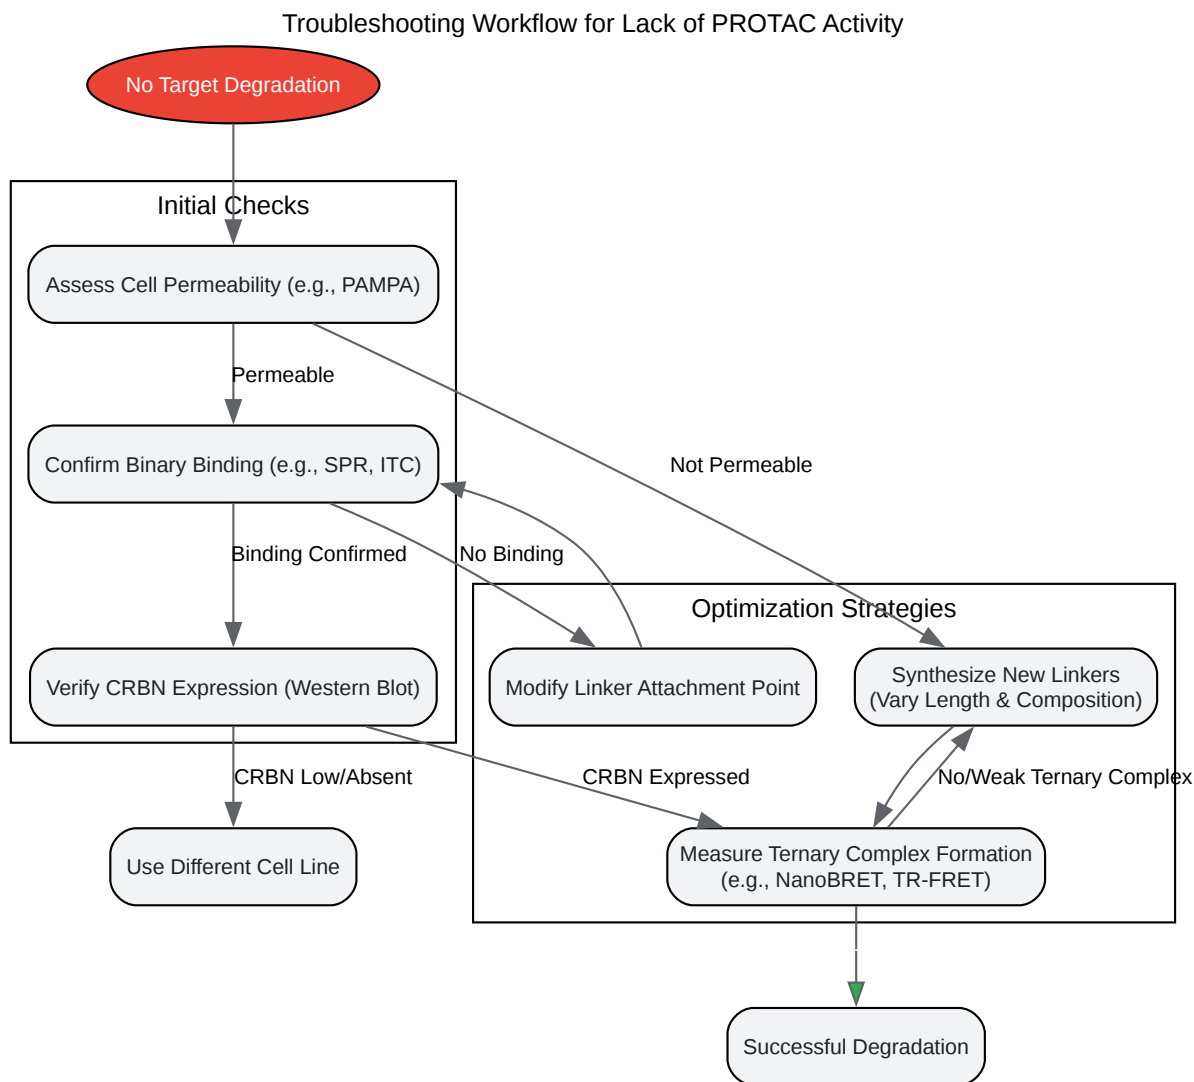 Troubleshooting Workflow for Lack of PROTAC Activity
No Target Degradation
Initial Checks
Assess Cell Permeability (e.g., PAMPA)
Permeable
Confirm Binary Binding (e.g., SPR, ITC)
Not Permeable
Binding Confirmed
No Binding
Optimization Strategies
Verify CRBN Expression (Western Blot)
Modify Linker Attachment Point
Synthesize New Linkers
(Vary Length & Composition)
CRBN Low/Absent
CRBN Expressed
No/Weak Ternary Complex
Use Different Cell Line
Measure Ternary Complex Formation
(e.g., NanoBRET, TR-FRET)
Successful Degradation